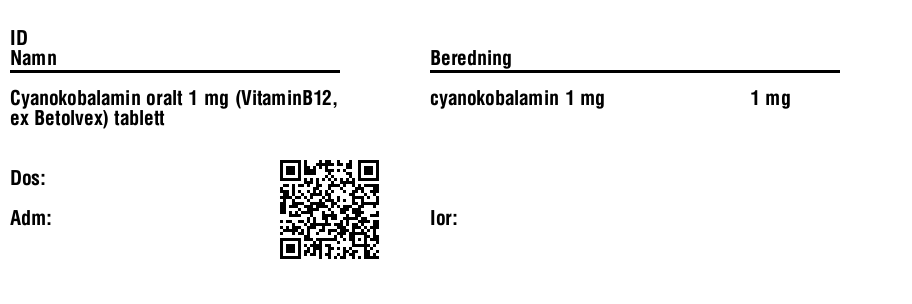 ID
Namn
Beredning
Cyanokobalamin oralt 1 mg (VitaminB12,
ex Betolvex) tablett
cyanokobalamin 1 mg 1 mg
Dos:
Adm:
Ior: